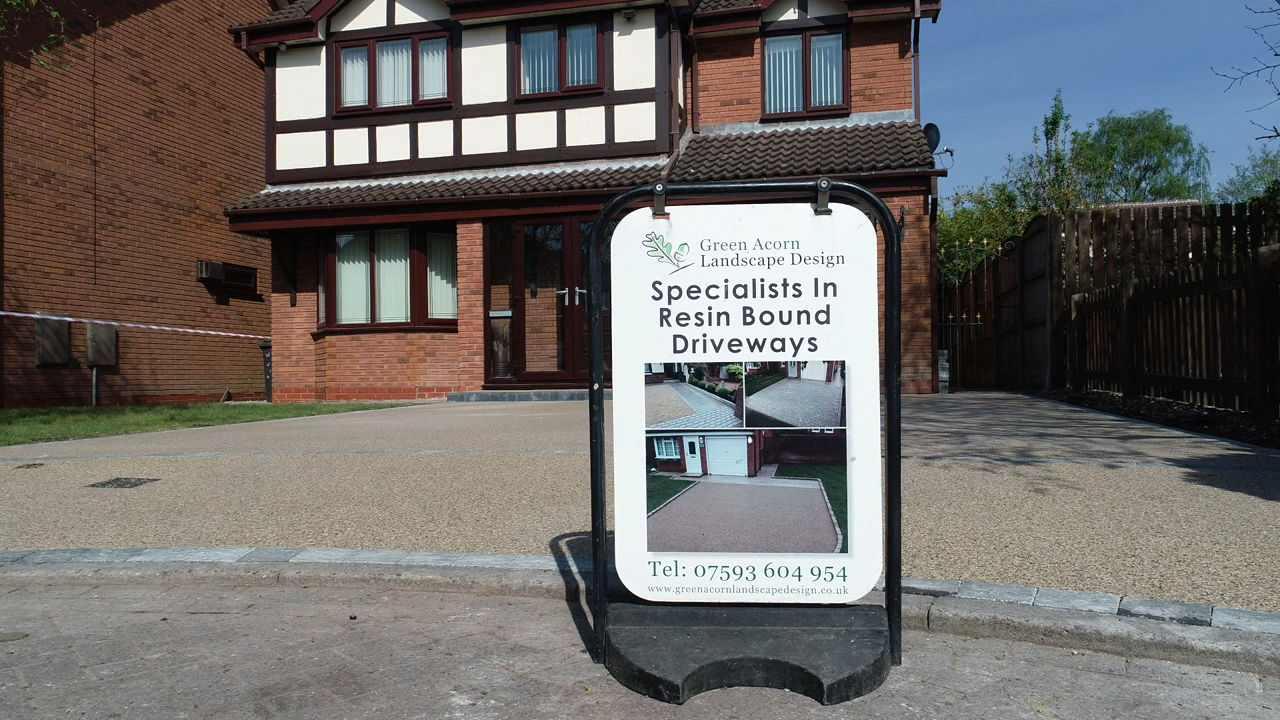 Green Acorn
Landscape Design
Specialists In
Resin Bound
Driveways
Tel: 07593 604 954
www.greenacornlandscapedesign.co.uk